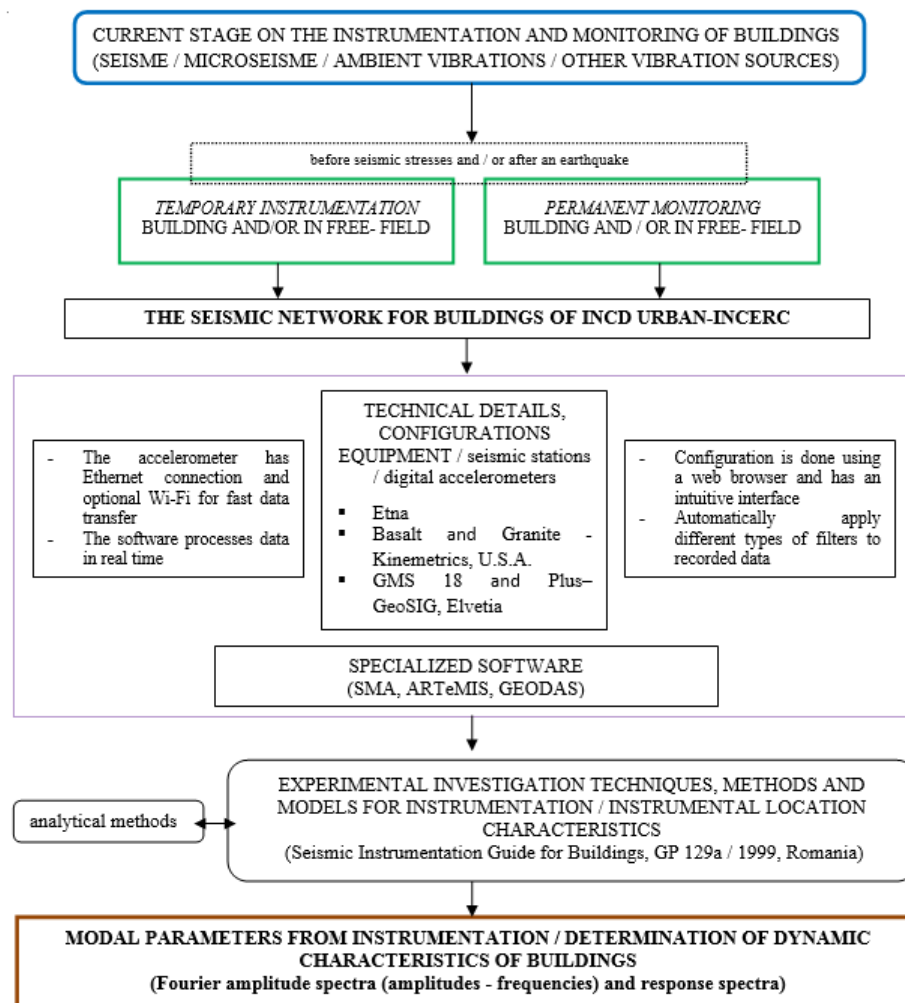 CURRENT STAGE ON THE INSTRUMENTATION AND MONITORING OF BUILDINGS
(SEISME / MICROSEISME / AMBIENT VIBRATIONS / OTHER VIBRATION SOURCES)
before seismic stresses and / or after an earthquake
TEMPORARY INSTRUMENTATION
BUILDING AND/OR IN FREE- FIELD
PERMANENT MONITORING
BUILDING AND / OR IN FREE- FIELD
THE SEISMIC NETWORK FOR BUILDINGS OF INCD URBAN-INCERC
- The accelerometer has
Ethernet connection and
optional Wi-Fi for fast data
transfer
- The software processes data
in real time
TECHNICAL DETAILS,
CONFIGURATIONS
EQUIPMENT / seismic stations
/ digital accelerometers
▪ Etna
▪ Basalt and Granite -
Kinemetrics, U.S.A.
▪ GMS 18 and Plus–
GeoSIG, Elvetia
- Configuration is done using
a web browser and has an
intuitive interface
- Automatically apply
different types of filters to
recorded data
SPECIALIZED SOFTWARE
(SMA, ARTeMIS, GEODAS)
analytical methods
EXPERIMENTAL INVESTIGATION TECHNIQUES, METHODS AND
MODELS FOR INSTRUMENTATION / INSTRUMENTAL LOCATION
CHARACTERISTICS
(Seismic Instrumentation Guide for Buildings, GP 129a / 1999, Romania)
MODAL PARAMETERS FROM INSTRUMENTATION / DETERMINATION OF DYNAMIC
CHARACTERISTICS OF BUILDINGS
(Fourier amplitude spectra (amplitudes - frequencies) and response spectra)